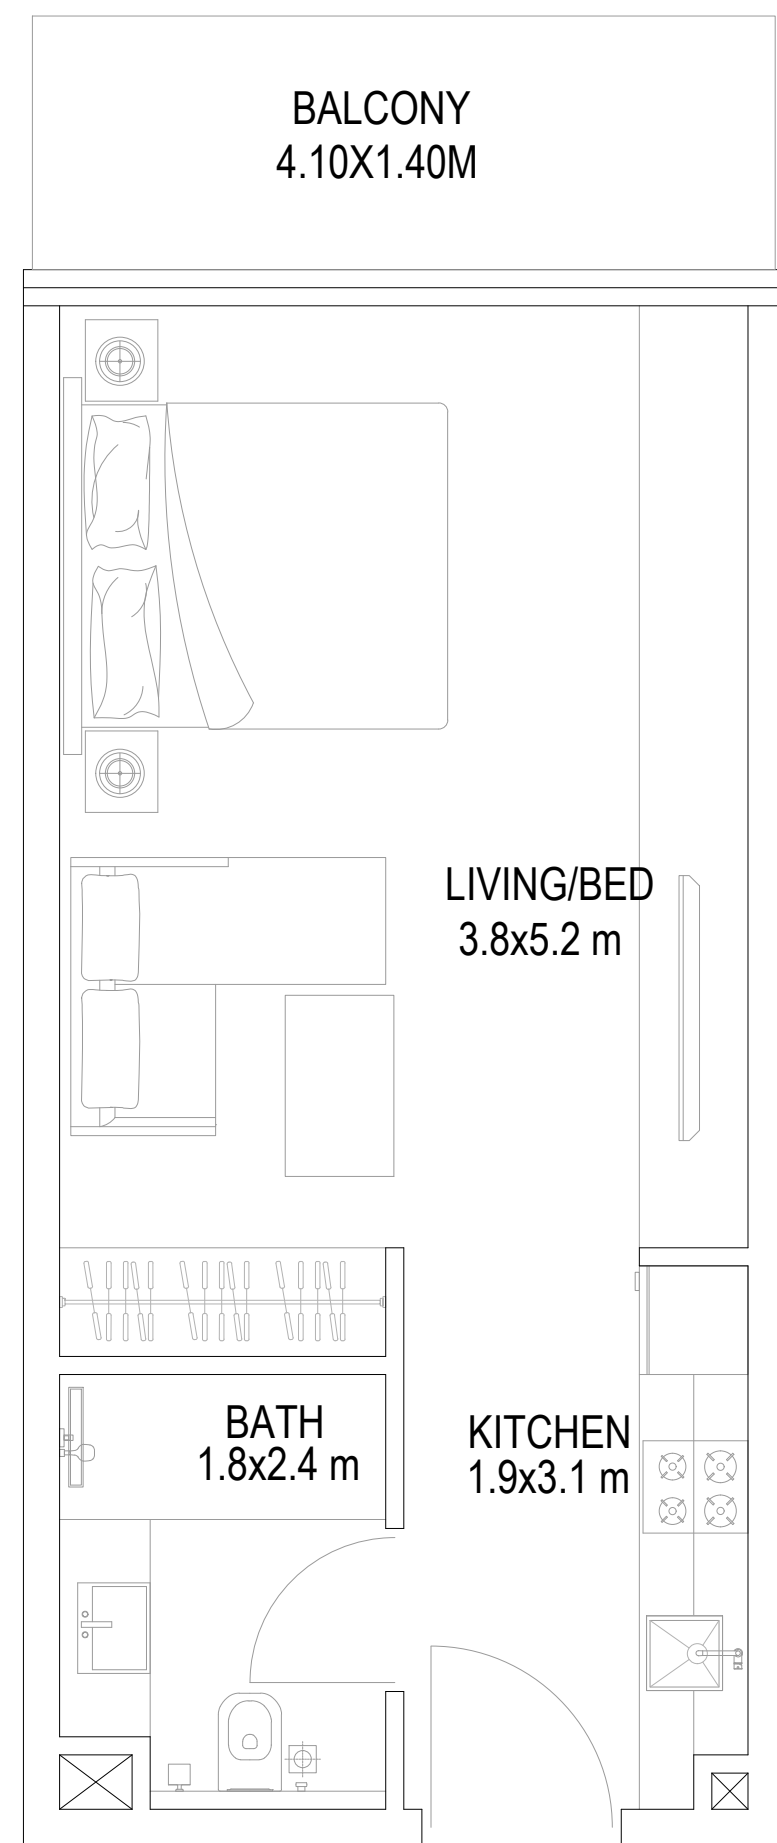 BALCONY
4.10X1.40M
LIVING/BED
3.8x5.2 m
BATH
1.8x2.4 m
KITCHEN
1.9x3.1 m